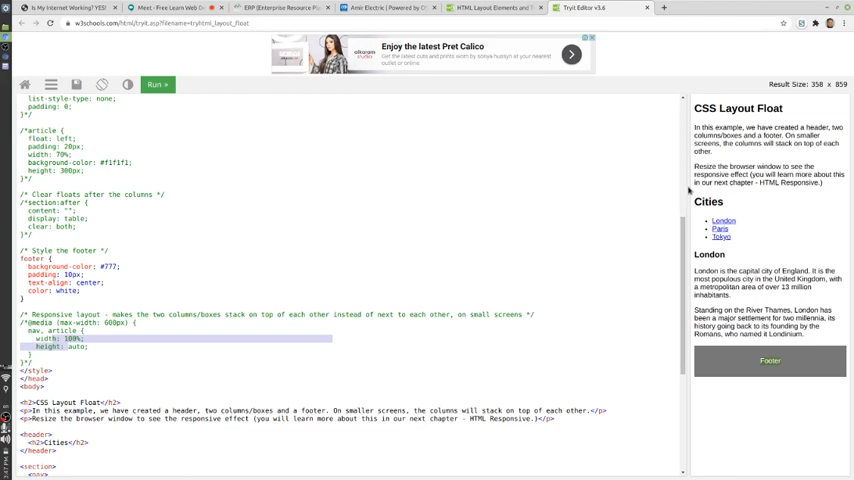 Is My Internet Working? YES!
Meet - Free Learn Web De
ERP (Enterprise Resource Pla
Amir Electric | Powered by O
HTML Layout Elements and T
Tryit Editor v3.6
w3schools.com/html/tryit.asp?filename=tryhtml_layout_float
Enjoy the latest Pret Calico
Get the latest cuts and prints worn by sonya hussyn at your nearest
outlet or online.
Run »
Result Size: 358 x 859
list-style-type: none;
padding: 0;
}*/
/*article {
float: left;
padding: 20px;
width: 70%;
background-color: #f1f1f1;
height: 300px;
}*/
/* Clear floats after the columns */
/*section:after {
content: "";
display: table;
clear: both;
}*/
/* Style the footer */
footer {
background-color: #777;
padding: 10px;
text-align: center;
color: white;
}
/* Responsive layout - makes the two columns/boxes stack on top of each other instead of next to each other, on small screens */
/*@media (max-width: 600px) {
nav, article {
width: 100%;
height: auto;
}
}*/
</style>
</head>
<body>
<h2>CSS Layout Float</h2>
<p>In this example, we have created a header, two columns/boxes and a footer. On smaller screens, the columns will stack on top of each other.</p>
<p>Resize the browser window to see the responsive effect (you will learn more about this in our next chapter - HTML Responsive.)</p>
<header>
<h2>Cities</h2>
</header>
<section>
<nav>
CSS Layout Float
In this example, we have created a header, two
columns/boxes and a footer. On smaller
screens, the columns will stack on top of each
other.
Resize the browser window to see the
responsive effect (you will learn more about this
in our next chapter - HTML Responsive.)
Cities
London
Paris
Tokyo
London
London is the capital city of England. It is the
most populous city in the United Kingdom, with
a metropolitan area of over 13 million
inhabitants.
Standing on the River Thames, London has
been a major settlement for two millennia, its
history going back to its founding by the
Romans, who named it Londinium.
Footer